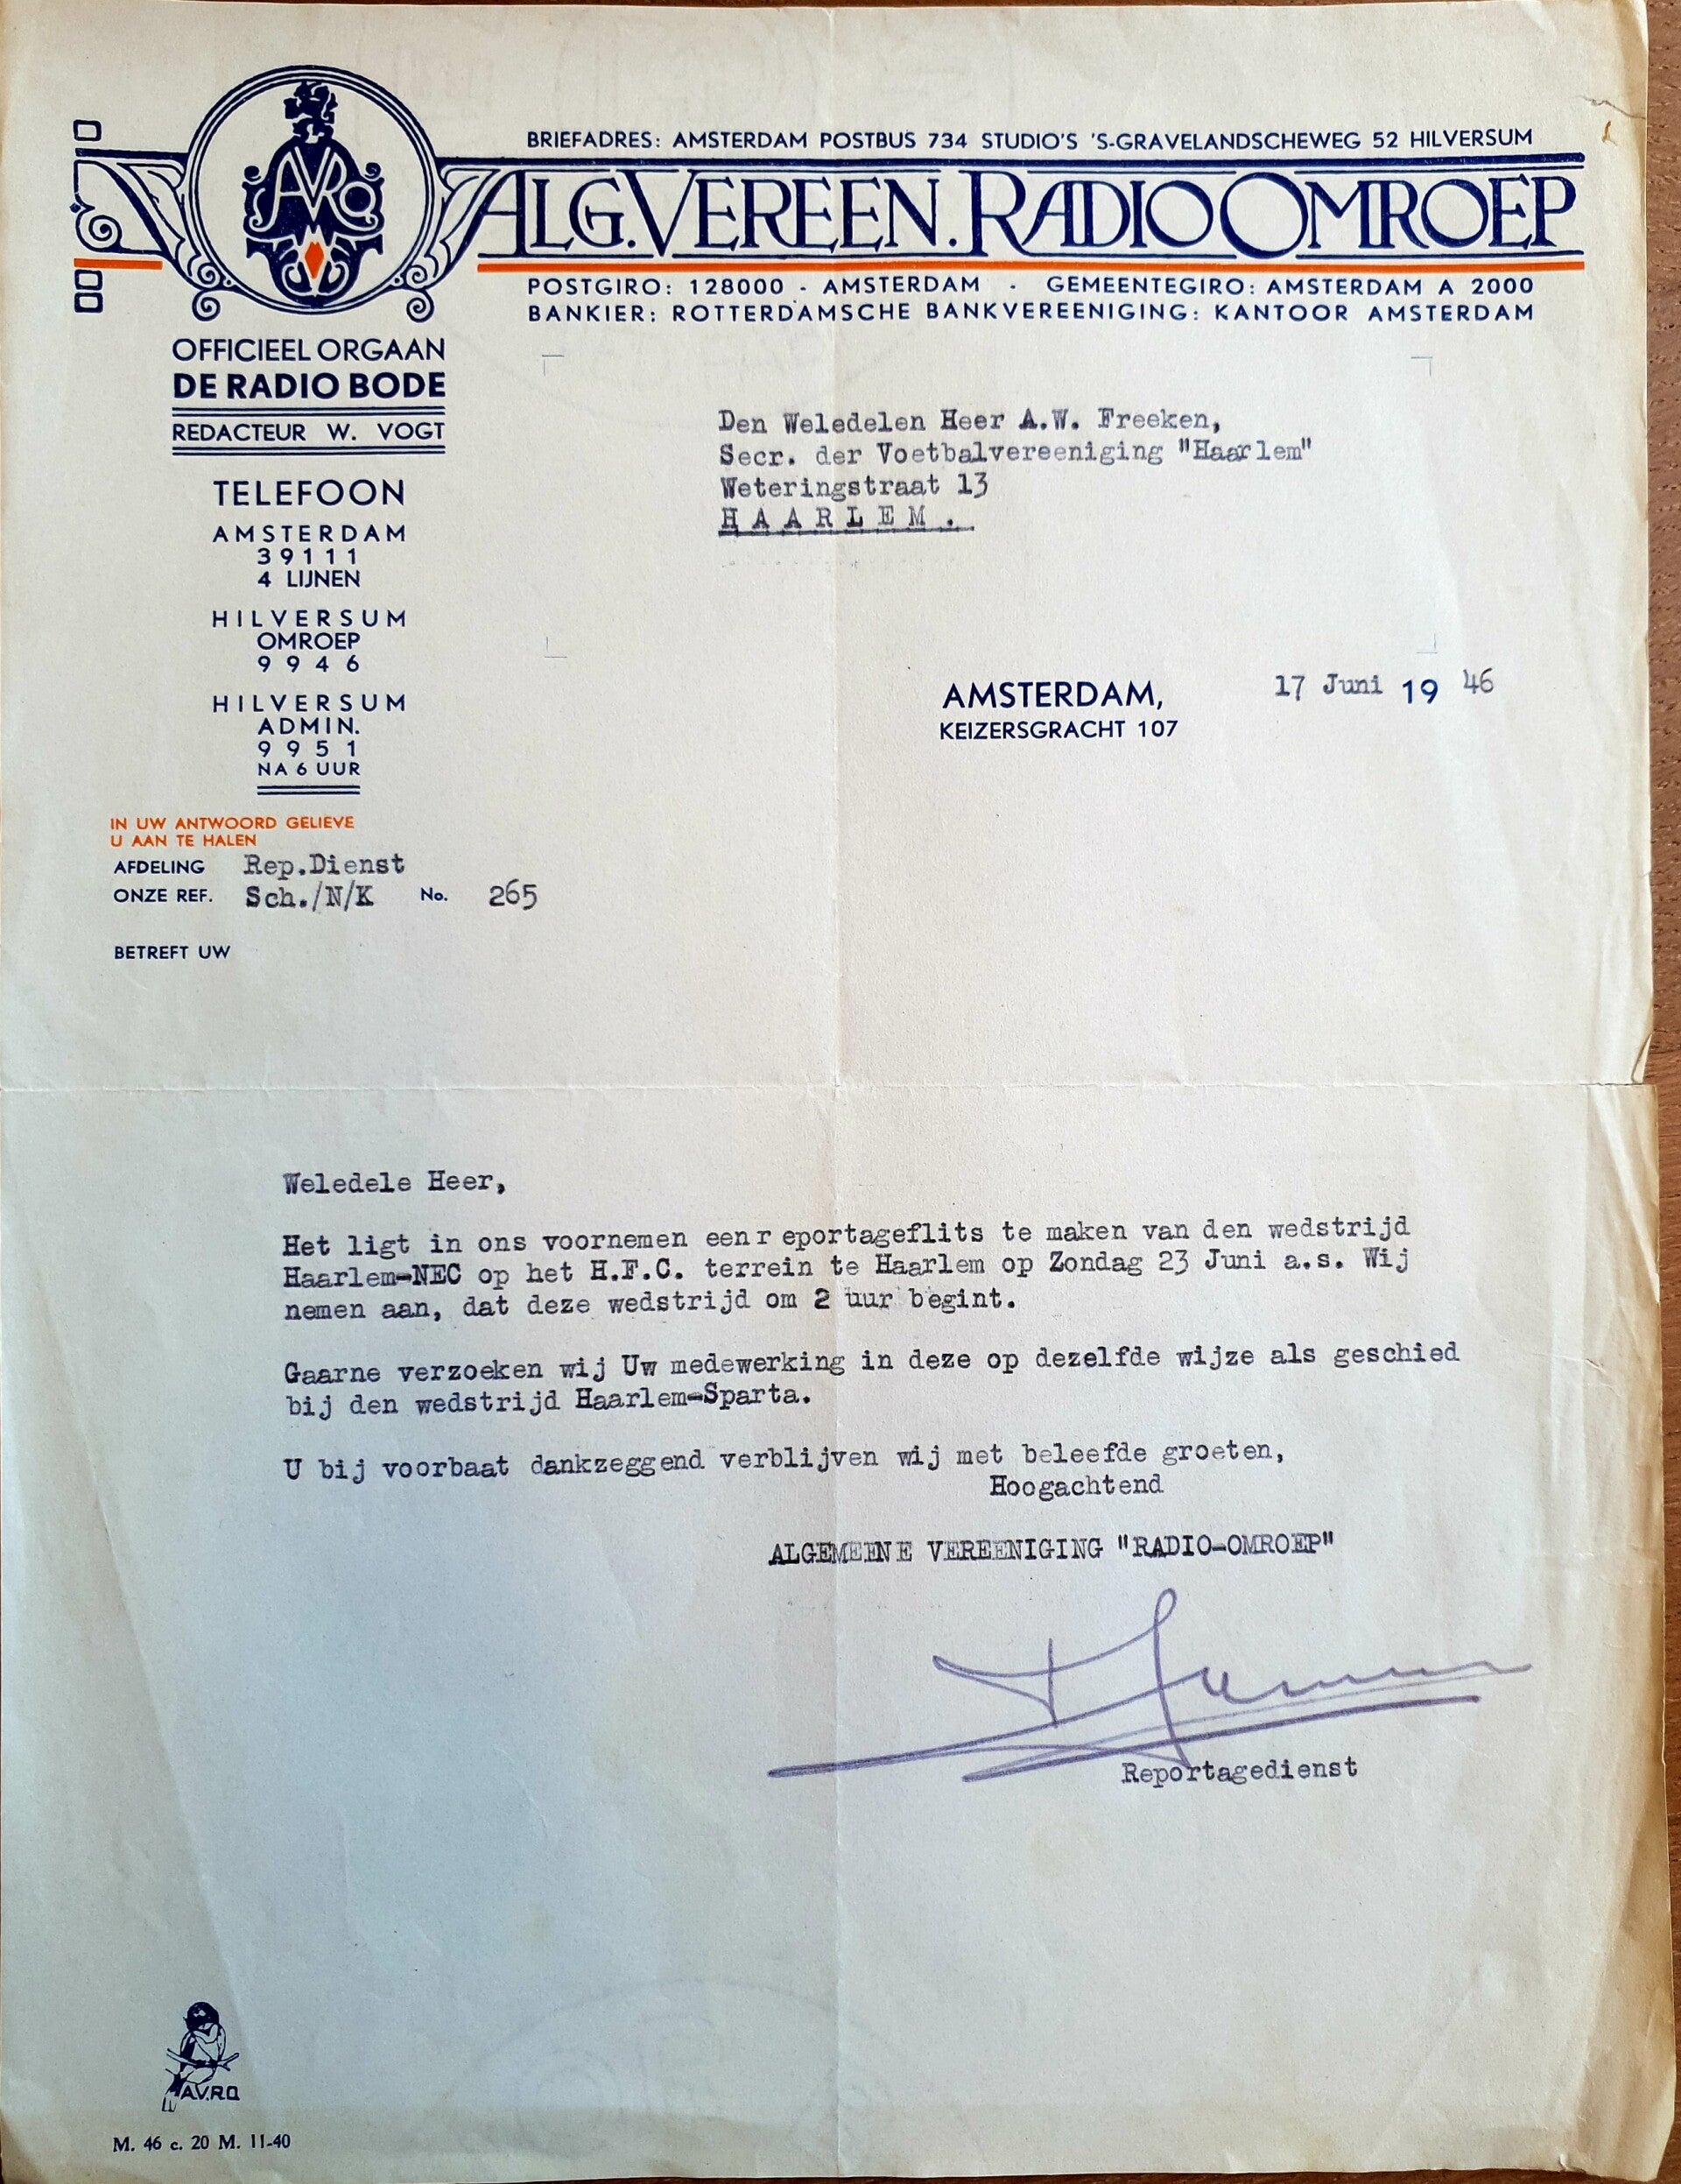 BRIEFADRES: AMSTERDAM POSTBUS 734 STUDIO'S 'S-GRAVELANDSCHEWEG 52 HILVERSUM
AVRO
ALG. VEREEN. RADIO OMROEP
POSTGIRO: 128000 - AMSTERDAM - GEMEENTEGIRO: AMSTERDAM A 2000
BANKIER: ROTTERDAMSCHE BANKVEREENIGING: KANTOOR AMSTERDAM
OFFICIEEL ORGAAN
DE RADIO BODE
REDACTEUR W. VOGT
TELEFOON
AMSTERDAM
39111
4 LIJNEN
HILVERSUM
OMROEP
9946
HILVERSUM
ADMIN.
9951
NA 6 UUR
Den Weledelen Heer A.W. Freeken,
Secr. der Voetbalvereeniging "Haarlem"
Weteringstraat 13
HAARLEM.
AMSTERDAM, 17 Juni 1946
KEIZERSGRACHT 107
IN UW ANTWOORD GELIEVE
U AAN TE HALEN
AFDELING Rep.Dienst
ONZE REF. Sch./N/K No. 265
BETREFT UW
Weledele Heer,
Het ligt in ons voornemen eenr eportageflits te maken van den wedstrijd
Haarlem-NEC op het H.F.C. terrein te Haarlem op Zondag 23 Juni a.s. Wij
nemen aan, dat deze wedstrijd om 2 uur begint.
Gaarne verzoeken wij Uw medewerking in deze op dezelfde wijze als geschied
bij den wedstrijd Haarlem-Sparta.
U bij voorbaat dankzeggend verblijven wij met beleefde groeten,
Hoogachtend
ALGEMEENE VEREENIGING "RADIO-OMROEP"
Reportagedienst
A.V.R.O
M. 46 c. 20 M. 11-40